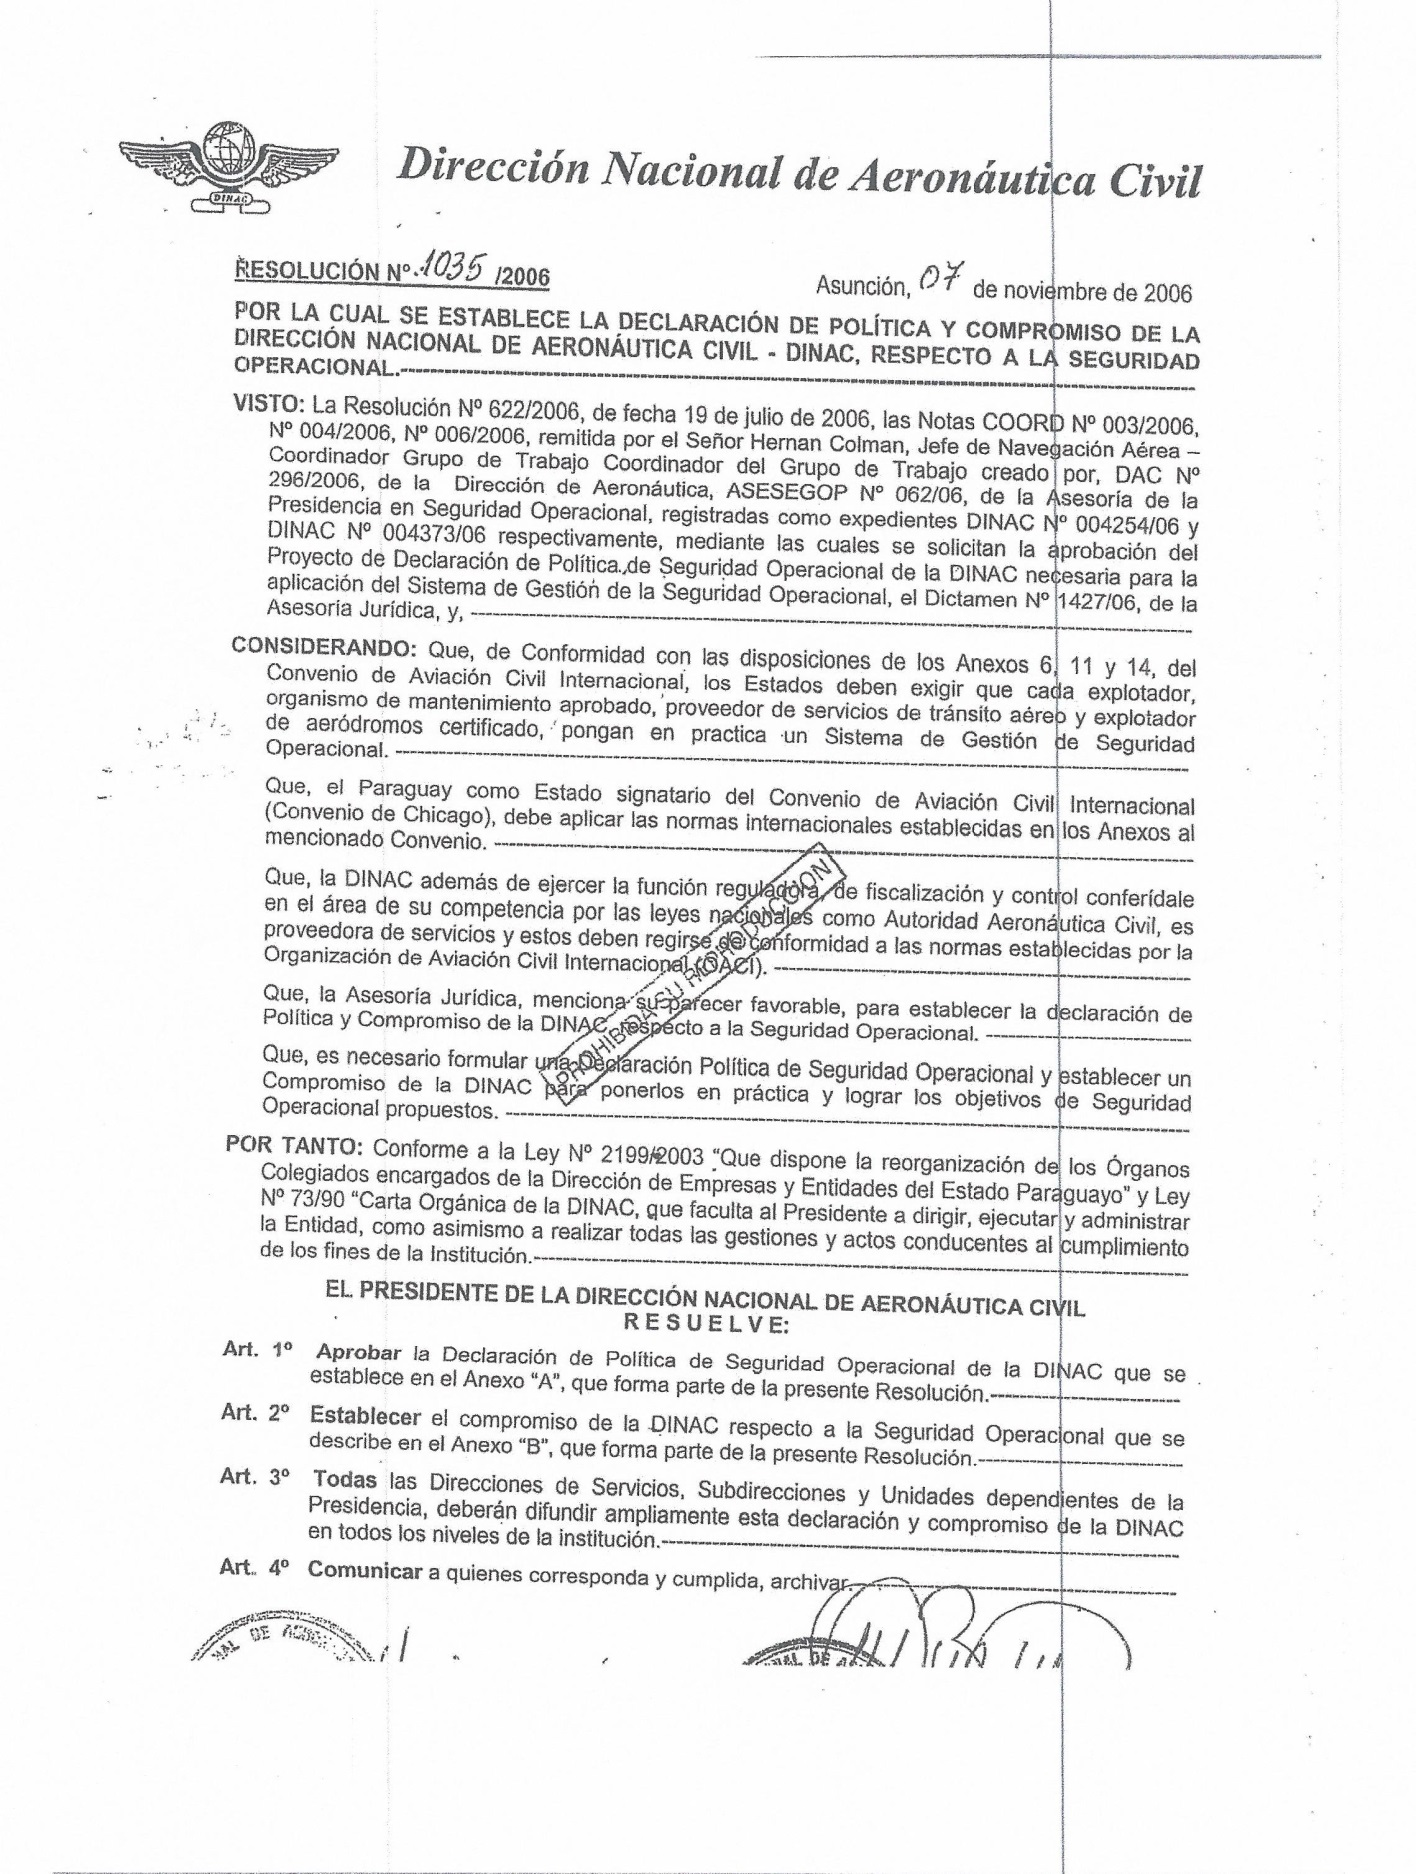 DINAC
Dirección Nacional de Aeronáutica Civil
RESOLUCIÓN Nº 1035 /2006
Asunción, 07 de noviembre de 2006
POR LA CUAL SE ESTABLECE LA DECLARACIÓN DE POLÍTICA Y COMPROMISO DE LA
DIRECCIÓN NACIONAL DE AERONÁUTICA CIVIL - DINAC, RESPECTO A LA SEGURIDAD
OPERACIONAL.-
VISTO: La Resolución Nº 622/2006, de fecha 19 de julio de 2006, las Notas COORD Nº 003/2006,
Nº 004/2006, Nº 006/2006, remitida por el Señor Hernan Colman, Jefe de Navegación Aérea –
Coordinador Grupo de Trabajo Coordinador del Grupo de Trabajo creado por, DAC Nº
296/2006, de la Dirección de Aeronáutica, ASESEGOP Nº 062/06, de la Asesoría de la
Presidencia en Seguridad Operacional, registradas como expedientes DINAC Nº 004254/06 y
DINAC Nº 004373/06 respectivamente, mediante las cuales se solicitan la aprobación del
Proyecto de Declaración de Política de Seguridad Operacional de la DINAC necesaria para la
aplicación del Sistema de Gestión de la Seguridad Operacional, el Dictamen Nº 1427/06, de la
Asesoría Jurídica, y, -
CONSIDERANDO: Que, de Conformidad con las disposiciones de los Anexos 6, 11 y 14, del
Convenio de Aviación Civil Internacional, los Estados deben exigir que cada explotador,
organismo de mantenimiento aprobado, proveedor de servicios de tránsito aéreo y explotador
de aeródromos certificado, pongan en practica un Sistema de Gestión de Seguridad
Operacional. -
Que, el Paraguay como Estado signatario del Convenio de Aviación Civil Internacional
(Convenio de Chicago), debe aplicar las normas internacionales establecidas en los Anexos al
mencionado Convenio. -
Que, la DINAC además de ejercer la función reguladora, de fiscalización y control conferídale
en el área de su competencia por las leyes nacionales como Autoridad Aeronáutica Civil, es
proveedora de servicios y estos deben regirse de conformidad a las normas establecidas por la
Organización de Aviación Civil Internacional (OACI). -
Que, la Asesoría Jurídica, menciona su parecer favorable, para establecer la declaración de
Política y Compromiso de la DINAC respecto a la Seguridad Operacional. -
Que, es necesario formular una Declaración Política de Seguridad Operacional y establecer un
Compromiso de la DINAC para ponerlos en práctica y lograr los objetivos de Seguridad
Operacional propuestos. -
PROHIBIDA SU REPRODUCCION
POR TANTO: Conforme a la Ley Nº 2199/2003 "Que dispone la reorganización de los Órganos
Colegiados encargados de la Dirección de Empresas y Entidades del Estado Paraguayo" y Ley
Nº 73/90 "Carta Orgánica de la DINAC, que faculta al Presidente a dirigir, ejecutar y administrar
la Entidad, como asimismo a realizar todas las gestiones y actos conducentes al cumplimiento
de los fines de la Institución.-
EL PRESIDENTE DE LA DIRECCIÓN NACIONAL DE AERONÁUTICA CIVIL
R E S U E L V E:
Art. 1º Aprobar la Declaración de Política de Seguridad Operacional de la DINAC que se
establece en el Anexo "A", que forma parte de la presente Resolución.-
Art. 2º Establecer el compromiso de la DINAC respecto a la Seguridad Operacional que se
describe en el Anexo "B", que forma parte de la presente Resolución.-
Art. 3º Todas las Direcciones de Servicios, Subdirecciones y Unidades dependientes de la
Presidencia, deberán difundir ampliamente esta declaración y compromiso de la DINAC
en todos los niveles de la institución.-
Art. 4º Comunicar a quienes corresponda y cumplida, archivar.-